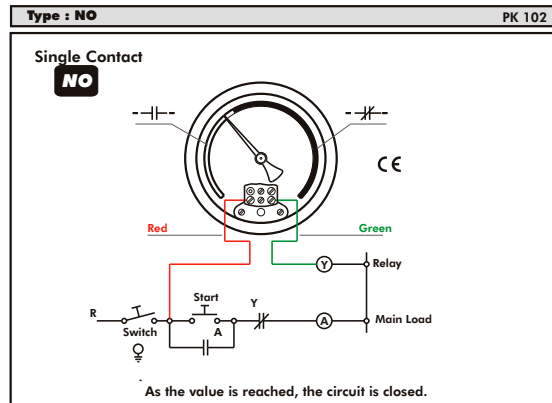 Type : NO
PK 102
Single Contact
NO
CE
Red
Green
Y
Relay
R
Switch
Start
A
Y
A
Main Load
As the value is reached, the circuit is closed.